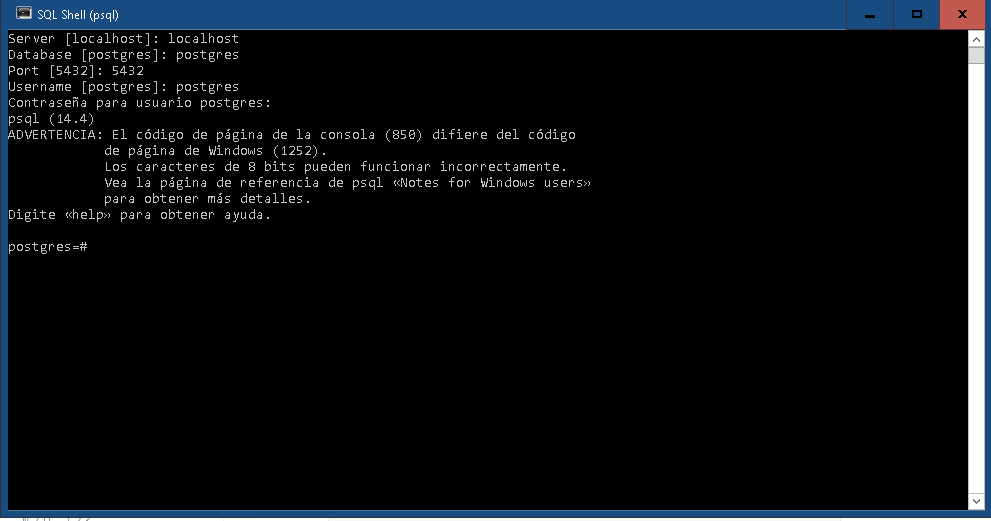 SQL Shell (psql)
Server [localhost]: localhost
Database [postgres]: postgres
Port [5432]: 5432
Username [postgres]: postgres
Contraseña para usuario postgres:
psql (14.4)
ADVERTENCIA: El código de página de la consola (850) difiere del código
de página de Windows (1252).
Los caracteres de 8 bits pueden funcionar incorrectamente.
Vea la página de referencia de psql «Notes for Windows users»
para obtener más detalles.
Digite «help» para obtener ayuda.
postgres=#